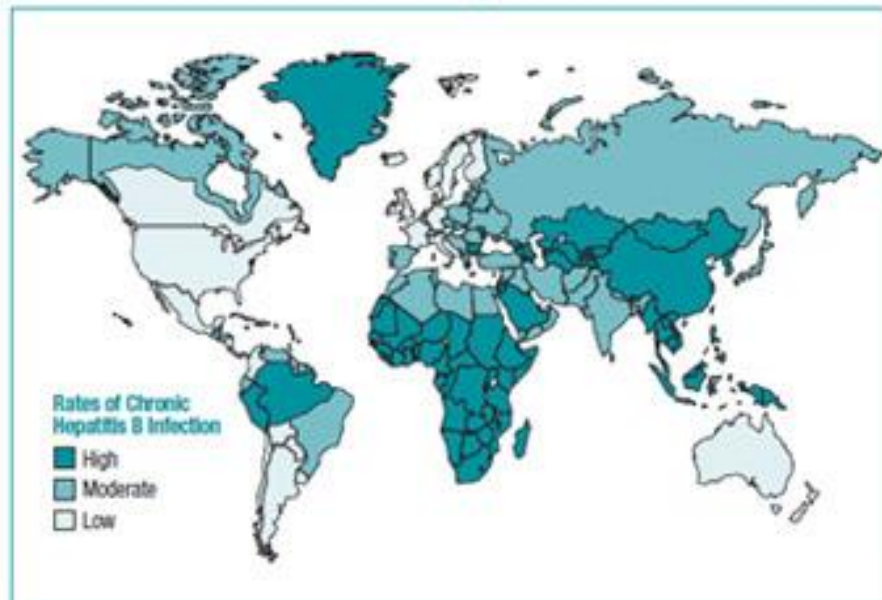 Rates of Chronic
Hepatitis B Infection
High
Moderate
Low